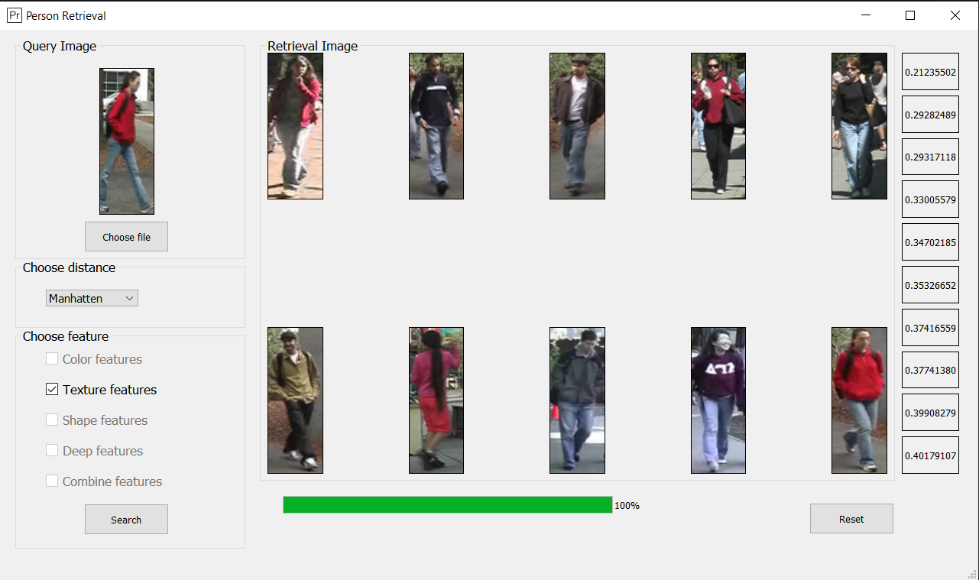 Pr Person Retrieval
Query Image
Choose file
Choose distance
Manhatten
Choose feature
Color features
Texture features
Shape features
Deep features
Combine features
Search
Retrieval Image
ΔΠΣ
100%
Reset
0.21235502
0.29282489
0.29317118
0.33005579
0.34702185
0.35326652
0.37416559
0.37741380
0.39908279
0.40179107